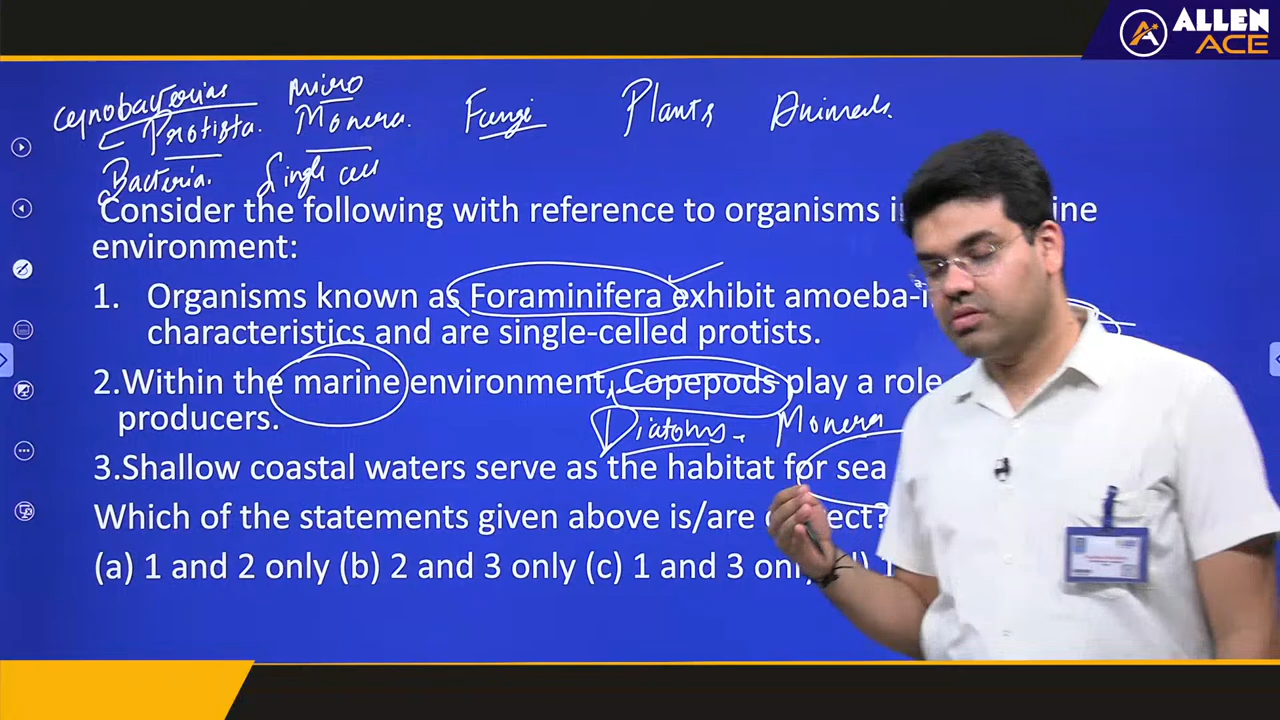 ALLEN
ACE
cynobacterias micro
Protista. Monera. Fungi Plants Animals.
Bacteria. Single cell
Consider the following with reference to organisms i ine
environment:
1. Organisms known as Foraminifera exhibit amoeba-
characteristics and are single-celled protists.
2.Within the marine environment, Copepods play a role
producers.
Diatoms. Monera
3.Shallow coastal waters serve as the habitat for sea
Which of the statements given above is/are
(a) 1 and 2 only (b) 2 and 3 only (c) 1 and 3